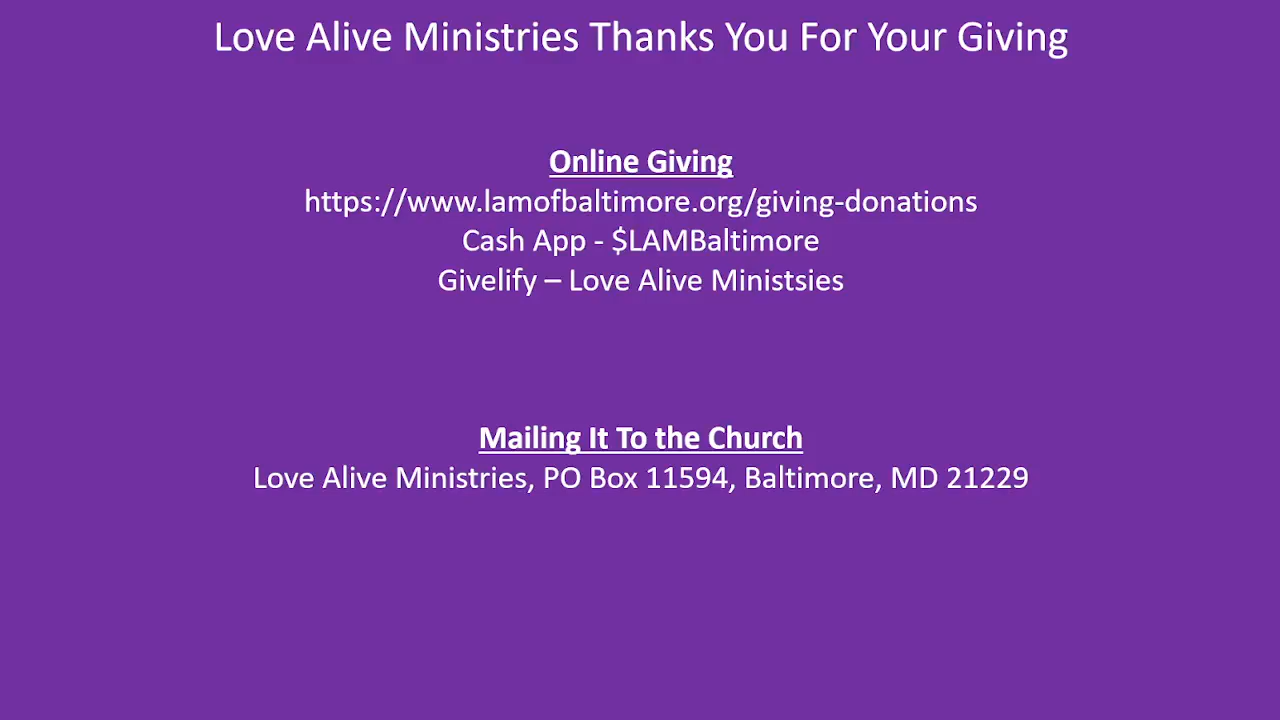 Love Alive Ministries Thanks You For Your Giving
Online Giving
https://www.lamofbaltimore.org/giving-donations
Cash App - $LAMBaltimore
Givelify – Love Alive Ministsies
Mailing It To the Church
Love Alive Ministries, PO Box 11594, Baltimore, MD 21229